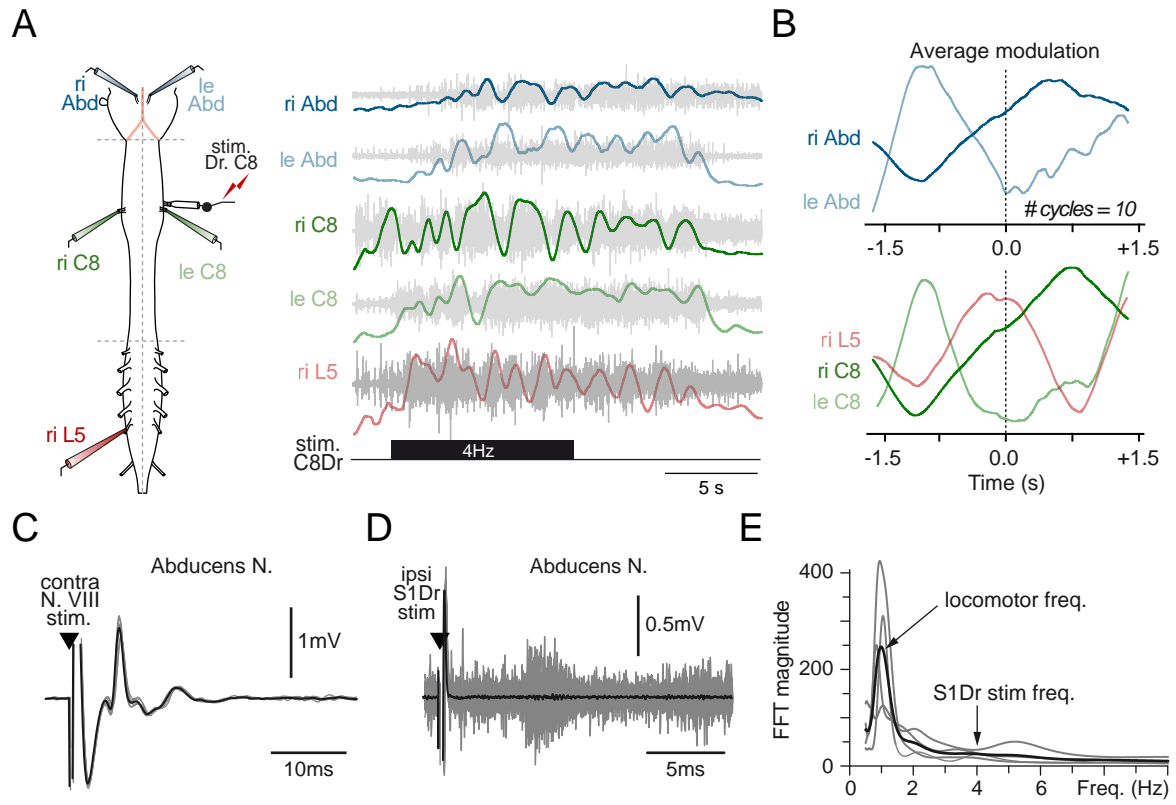 A
ri
Abd
le
Abd
stim.
Dr. C8
ri C8
le C8
ri L5
ri Abd
le Abd
ri C8
le C8
ri L5
stim.
C8Dr
4Hz
5 s
B
Average modulation
ri Abd
le Abd
# cycles = 10
-1.5
0.0
+1.5
ri L5
ri C8
le C8
-1.5
0.0
+1.5
Time (s)
C
Abducens N.
contra
N. VIII
stim.
1mV
10ms
D
Abducens N.
ipsi
S1Dr
stim
0.5mV
5ms
E
FFT magnitude
400
200
0
locomotor freq.
S1Dr stim freq.
0
2
4
6
Freq. (Hz)